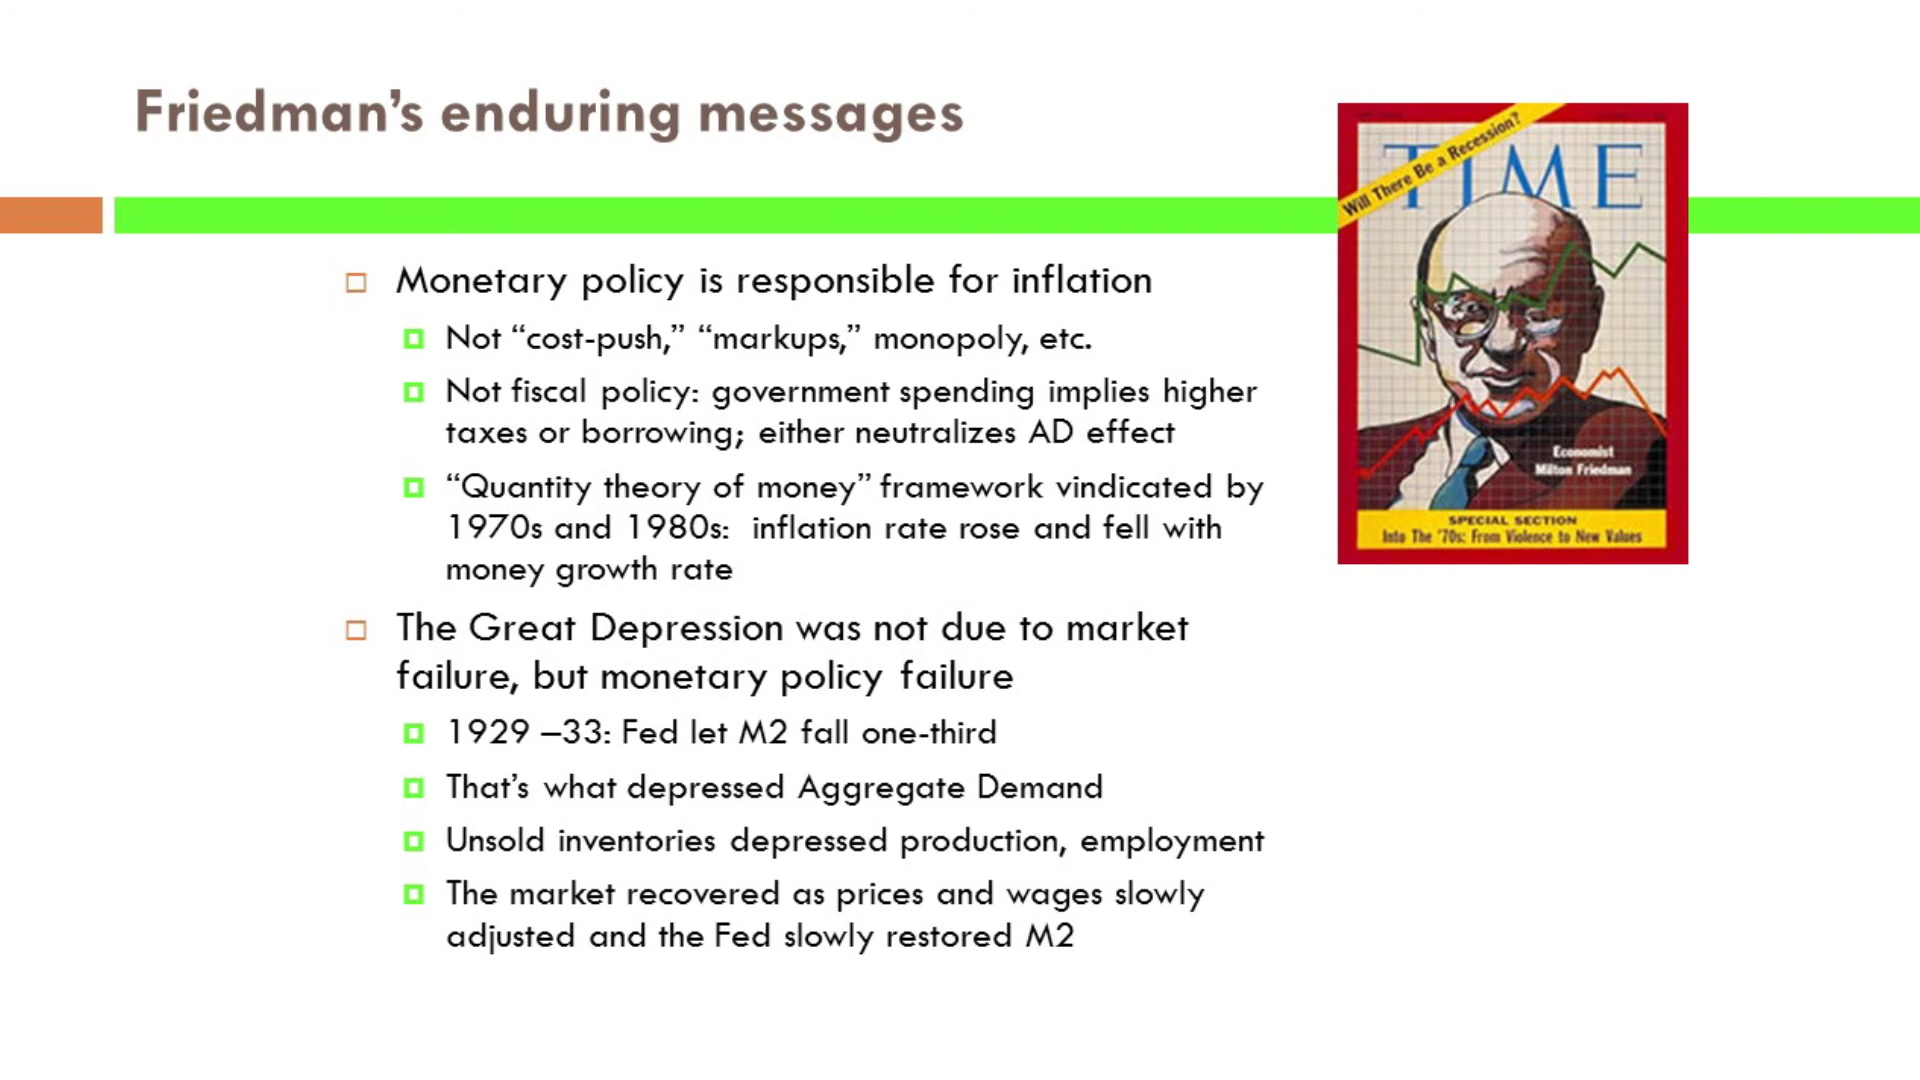 Friedman’s enduring messages
Will There Be a Recession?
TIME
Monetary policy is responsible for inflation
Not “cost-push,” “markups,” monopoly, etc.
Not fiscal policy: government spending implies higher
taxes or borrowing; either neutralizes AD effect
“Quantity theory of money” framework vindicated by
1970s and 1980s:  inflation rate rose and fell with
money growth rate
Economist
Milton Friedman
SPECIAL SECTION
Into The '70s: From Violence to New Values
The Great Depression was not due to market
failure, but monetary policy failure
1929 –33: Fed let M2 fall one-third
That’s what depressed Aggregate Demand
Unsold inventories depressed production, employment
The market recovered as prices and wages slowly
adjusted and the Fed slowly restored M2